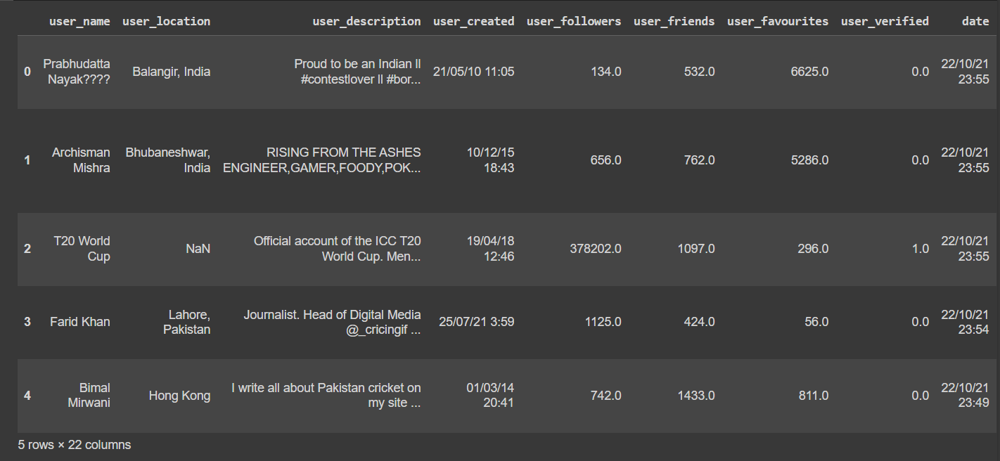 user_name user_location user_description user_created user_followers user_friends user_favourites user_verified date
0 Prabhudatta Nayak???? Balangir, India Proud to be an Indian ll #contestlover ll #bor... 21/05/10 11:05 134.0 532.0 6625.0 0.0 22/10/21 23:55
1 Archisman Mishra Bhubaneshwar, India RISING FROM THE ASHES ENGINEER,GAMER,FOODY,POK... 10/12/15 18:43 656.0 762.0 5286.0 0.0 22/10/21 23:55
2 T20 World Cup NaN Official account of the ICC T20 World Cup. Men... 19/04/18 12:46 378202.0 1097.0 296.0 1.0 22/10/21 23:55
3 Farid Khan Lahore, Pakistan Journalist. Head of Digital Media @_cricingif ... 25/07/21 3:59 1125.0 424.0 56.0 0.0 22/10/21 23:54
4 Bimal Mirwani Hong Kong I write all about Pakistan cricket on my site ... 01/03/14 20:41 742.0 1433.0 811.0 0.0 22/10/21 23:49
5 rows × 22 columns